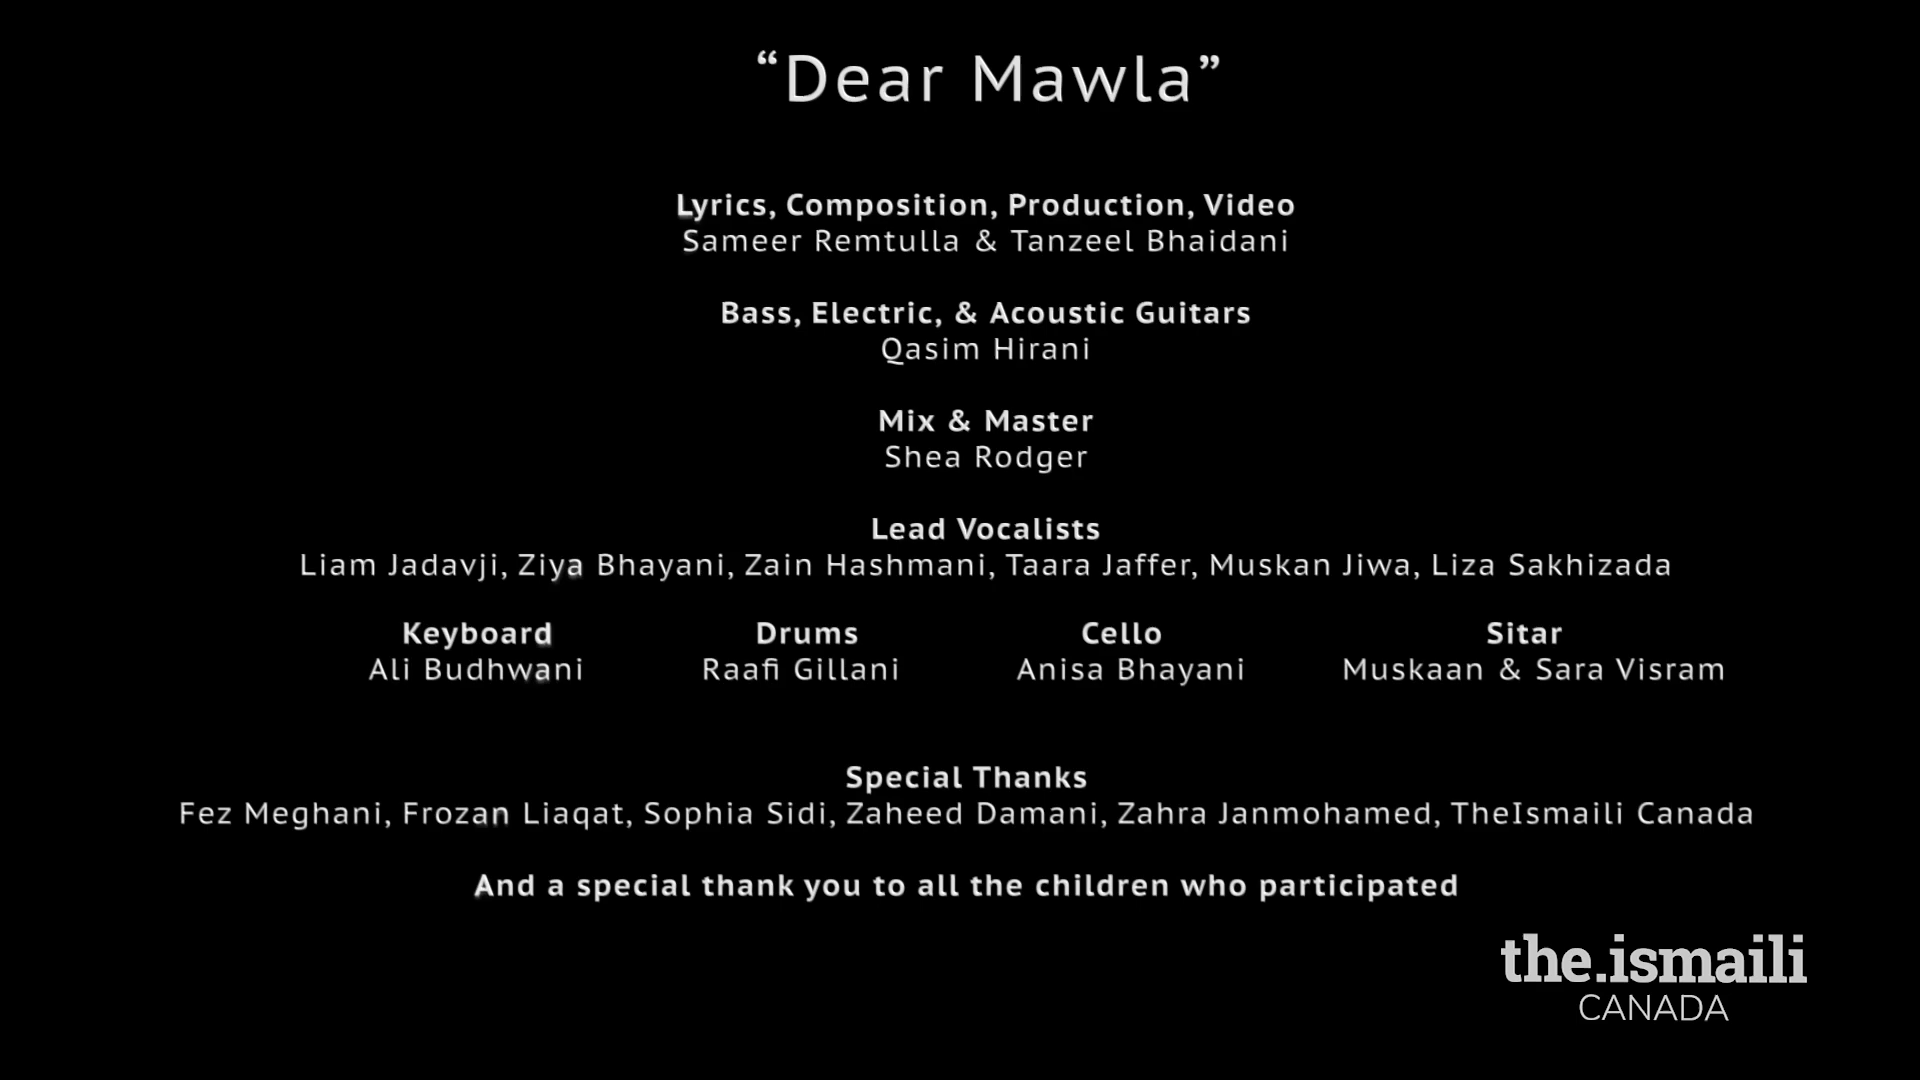 “Dear Mawla”
Lyrics, Composition, Production, Video
Sameer Remtulla & Tanzeel Bhaidani
Bass, Electric, & Acoustic Guitars
Qasim Hirani
Mix & Master
Shea Rodger
Lead Vocalists
Liam Jadavji, Ziya Bhayani, Zain Hashmani, Taara Jaffer, Muskan Jiwa, Liza Sakhizada
Keyboard Drums Cello Sitar
Ali Budhwani Raafi Gillani Anisa Bhayani Muskaan & Sara Visram
Special Thanks
Fez Meghani, Frozan Liaqat, Sophia Sidi, Zaheed Damani, Zahra Janmohamed, TheIsmaili Canada
And a special thank you to all the children who participated
the.ismaili
CANADA